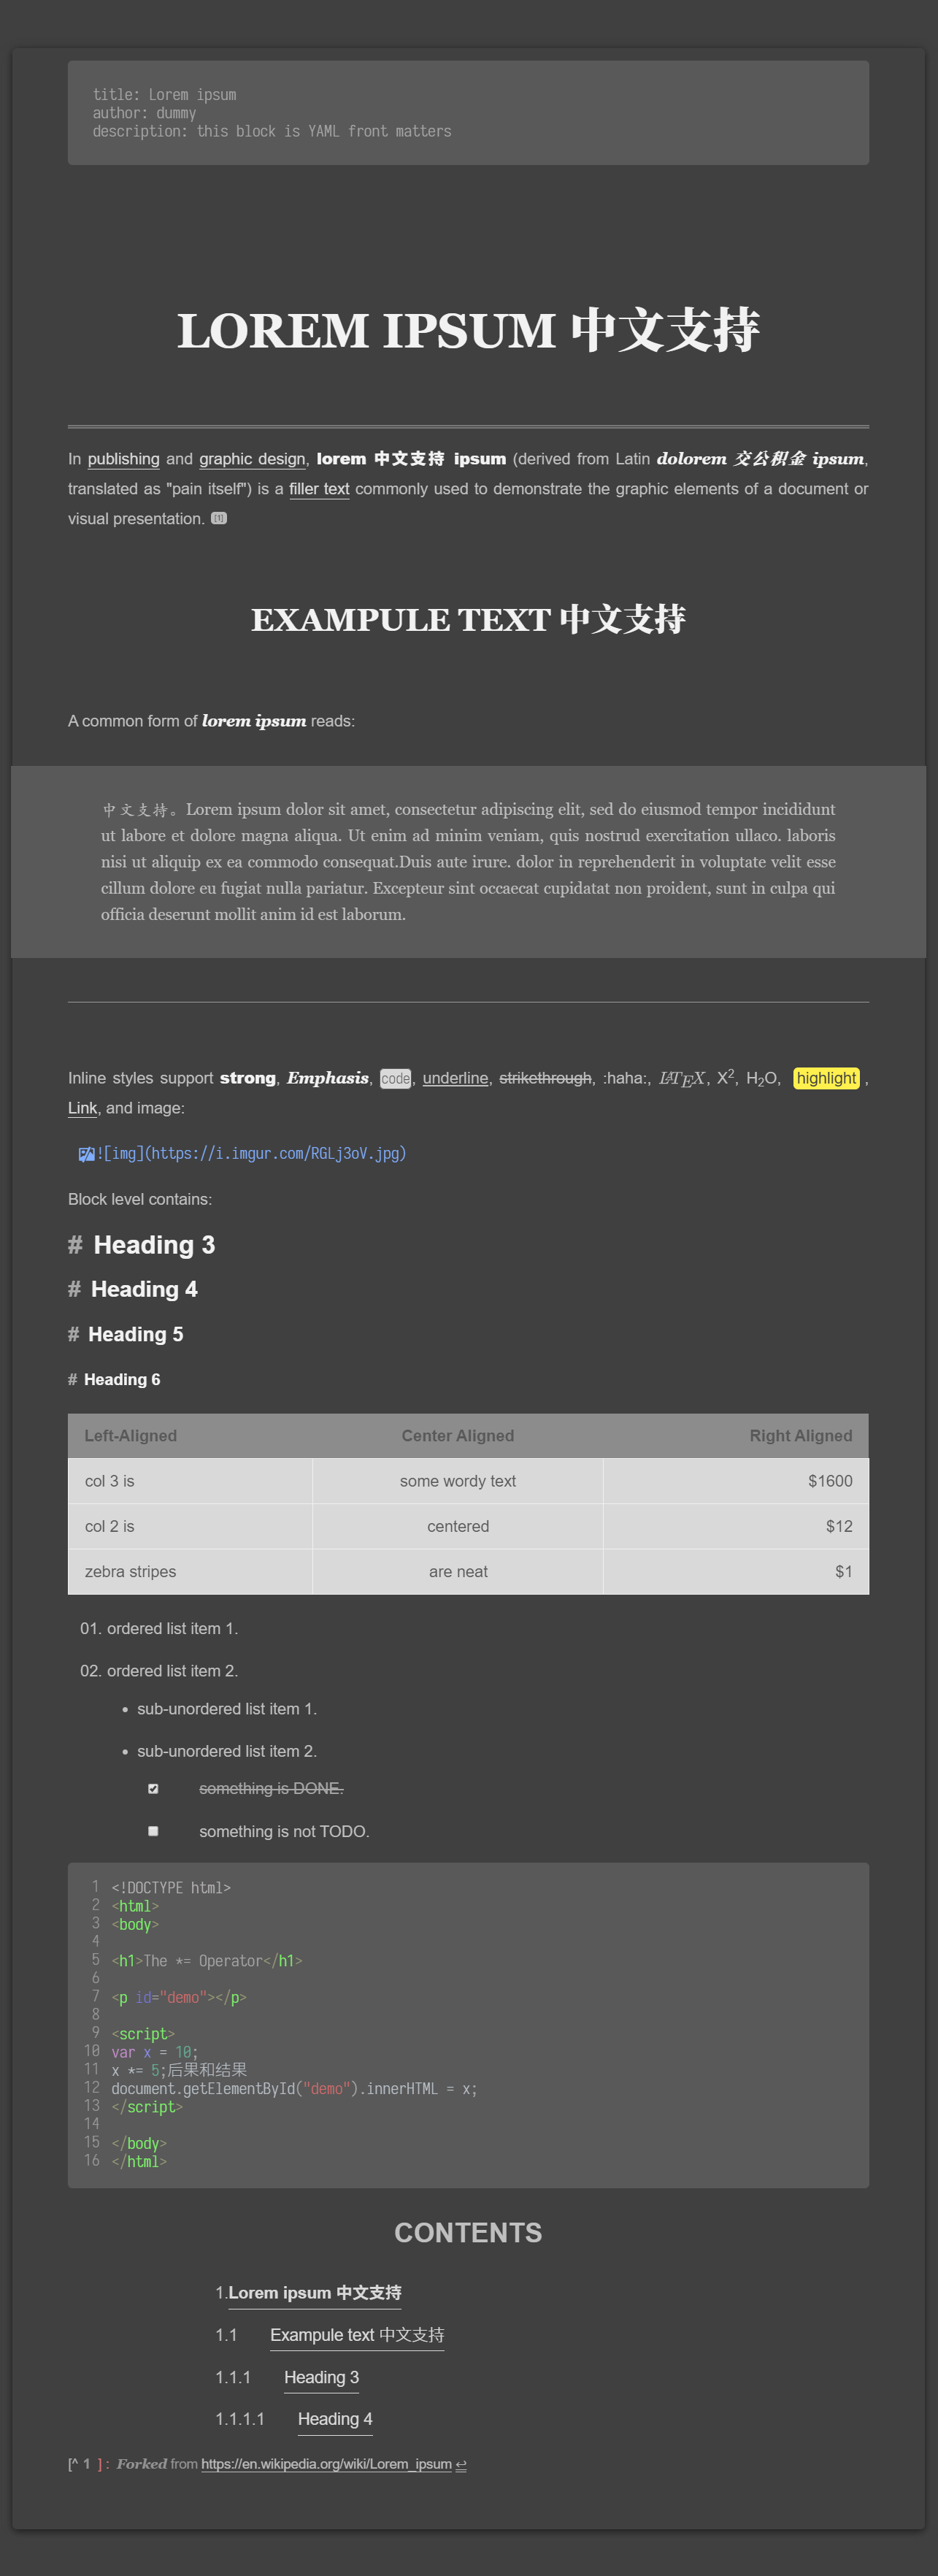 title: Lorem ipsum
author: dummy
description: this block is YAML front matters
LOREM IPSUM 中文支持
In publishing and graphic design, lorem 中文支持 ipsum (derived from Latin dolorem 交公积金 ipsum,
translated as "pain itself") is a filler text commonly used to demonstrate the graphic elements of a document or
visual presentation. [1]
EXAMPULE TEXT 中文支持
A common form of lorem ipsum reads:
中文支持。Lorem ipsum dolor sit amet, consectetur adipiscing elit, sed do eiusmod tempor incididunt
ut labore et dolore magna aliqua. Ut enim ad minim veniam, quis nostrud exercitation ullaco. laboris
nisi ut aliquip ex ea commodo consequat.Duis aute irure. dolor in reprehenderit in voluptate velit esse
cillum dolore eu fugiat nulla pariatur. Excepteur sint occaecat cupidatat non proident, sunt in culpa qui
officia deserunt mollit anim id est laborum.
Inline styles support strong, Emphasis, code, underline, strikethrough, :haha:, LATEX, X², H₂O, highlight ,
Link, and image:
![img](https://i.imgur.com/RGLj3oV.jpg)
Block level contains:
# Heading 3
# Heading 4
# Heading 5
# Heading 6
Left-Aligned Center Aligned Right Aligned
col 3 is some wordy text $1600
col 2 is centered $12
zebra stripes are neat $1
01. ordered list item 1.
02. ordered list item 2.
• sub-unordered list item 1.
• sub-unordered list item 2.
something is DONE.
something is not TODO.
1 <!DOCTYPE html>
2 <html>
3 <body>
4
5 <h1>The *= Operator</h1>
6
7 <p id="demo"></p>
8
9 <script>
10 var x = 10;
11 x *= 5;后果和结果
12 document.getElementById("demo").innerHTML = x;
13 </script>
14
15 </body>
16 </html>
CONTENTS
1.Lorem ipsum 中文支持
1.1 Exampule text 中文支持
1.1.1 Heading 3
1.1.1.1 Heading 4
[^ 1 ] : Forked from https://en.wikipedia.org/wiki/Lorem_ipsum ↩